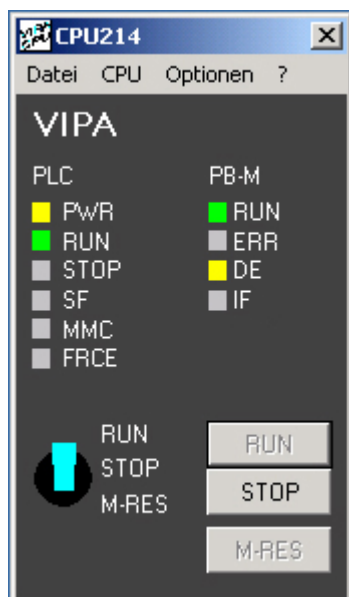 CPU214
Datei CPU Optionen ?
VIPA
PLC
PWR
RUN
STOP
SF
MMC
FRCE
PB-M
RUN
ERR
DE
IF
RUN
STOP
M-RES
RUN
STOP
M-RES